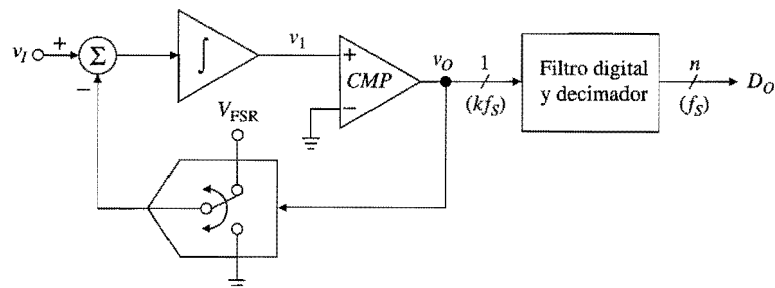 v_I
+
Σ
−
∫
v_1
+
−
CMP
v_O
1
(kf_S)
Filtro digital
y decimador
n
(f_S)
D_O
V_FSR